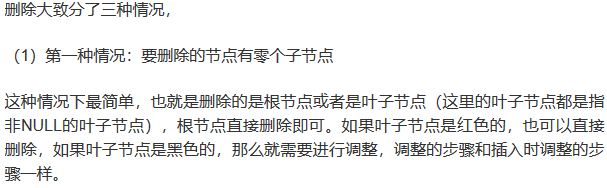 删除大致分了三种情况，
（1）第一种情况：要删除的节点有零个子节点
这种情况下最简单，也就是删除的是根节点或者是叶子节点（这里的叶子节点都是指
非NULL的叶子节点），根节点直接删除即可。如果叶子节点是红色的，也可以直接
删除，如果叶子节点是黑色的，那么就需要进行调整，调整的步骤和插入时调整的步
骤一样。